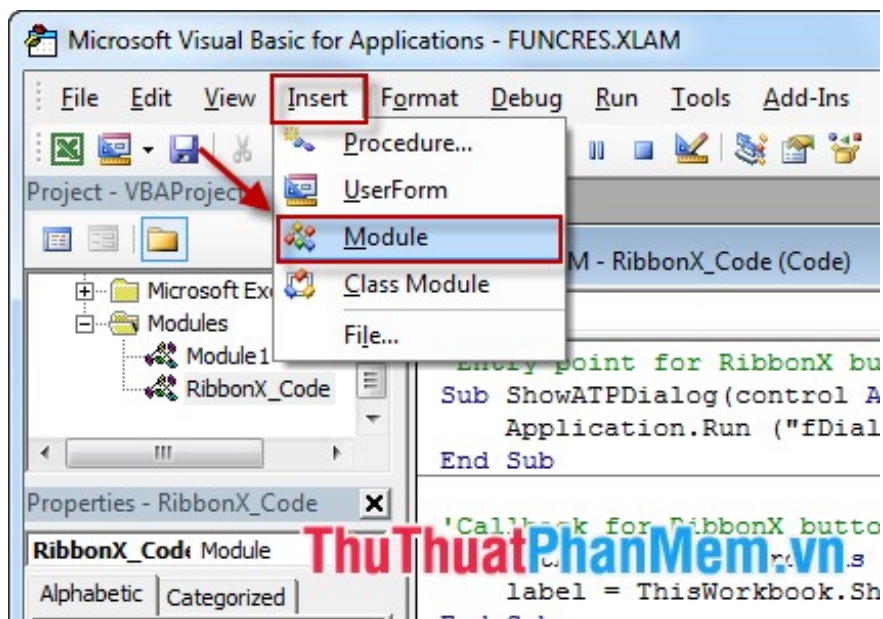 Microsoft Visual Basic for Applications - FUNCRES.XLAM
File Edit View Insert Format Debug Run Tools Add-Ins
Procedure...
UserForm
Module
Class Module
File...
Project - VBAProject
M - RibbonX_Code (Code)
Microsoft Ex
Modules
Module1
RibbonX_Code
'Entry point for RibbonX bu
Sub ShowATPDialog(control A
Application.Run ("fDial
End Sub
Properties - RibbonX_Code
RibbonX_Code Module
Alphabetic Categorized
'Callback for RibbonX butto
label = ThisWorkbook.Sh
End Sub
ThuThuatPhanMem.vn